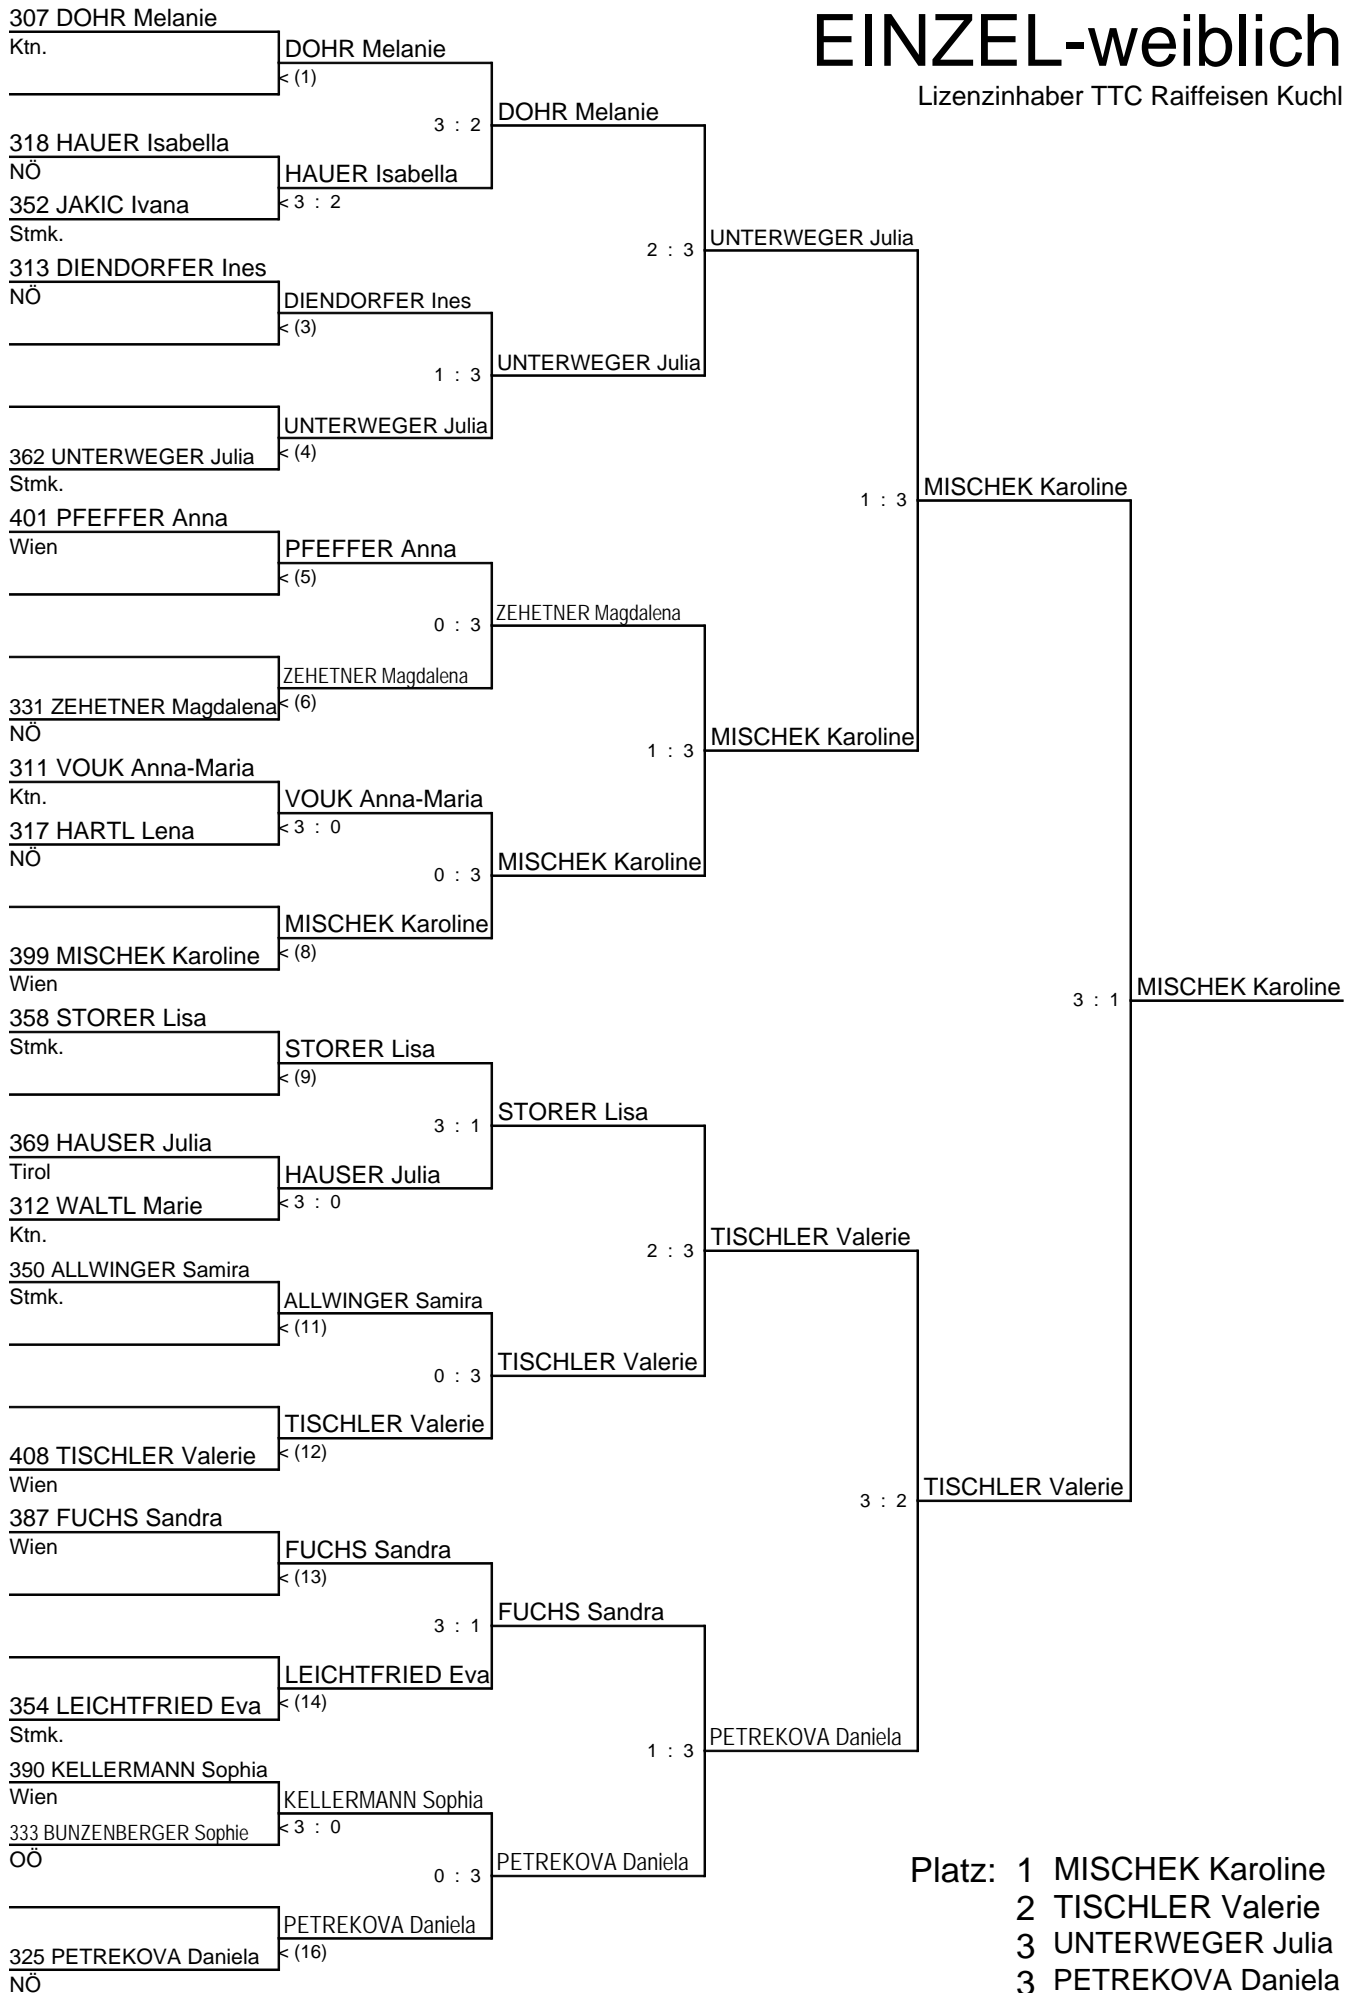 EINZEL-weiblich
Lizenzinhaber TTC Raiffeisen Kuchl
307 DOHR Melanie
Ktn.
DOHR Melanie
< (1)
DOHR Melanie
3 : 2
318 HAUER Isabella
NÖ
HAUER Isabella
352 JAKIC Ivana
< 3 : 2
Stmk.
UNTERWEGER Julia
2 : 3
313 DIENDORFER Ines
NÖ
DIENDORFER Ines
< (3)
UNTERWEGER Julia
1 : 3
UNTERWEGER Julia
362 UNTERWEGER Julia
< (4)
Stmk.
MISCHEK Karoline
1 : 3
401 PFEFFER Anna
Wien
PFEFFER Anna
< (5)
ZEHETNER Magdalena
0 : 3
ZEHETNER Magdalena
331 ZEHETNER Magdalena
< (6)
NÖ
MISCHEK Karoline
1 : 3
311 VOUK Anna-Maria
Ktn.
VOUK Anna-Maria
317 HARTL Lena
< 3 : 0
NÖ
MISCHEK Karoline
0 : 3
MISCHEK Karoline
399 MISCHEK Karoline
< (8)
Wien
MISCHEK Karoline
3 : 1
358 STORER Lisa
Stmk.
STORER Lisa
< (9)
STORER Lisa
3 : 1
369 HAUSER Julia
Tirol
HAUSER Julia
312 WALTL Marie
< 3 : 0
Ktn.
TISCHLER Valerie
2 : 3
350 ALLWINGER Samira
Stmk.
ALLWINGER Samira
< (11)
TISCHLER Valerie
0 : 3
TISCHLER Valerie
408 TISCHLER Valerie
< (12)
Wien
TISCHLER Valerie
3 : 2
387 FUCHS Sandra
Wien
FUCHS Sandra
< (13)
FUCHS Sandra
3 : 1
LEICHTFRIED Eva
354 LEICHTFRIED Eva
< (14)
Stmk.
PETREKOVA Daniela
1 : 3
390 KELLERMANN Sophia
Wien
KELLERMANN Sophia
333 BUNZENBERGER Sophie
< 3 : 0
OÖ
PETREKOVA Daniela
0 : 3
PETREKOVA Daniela
325 PETREKOVA Daniela
< (16)
NÖ
Platz: 1 MISCHEK Karoline
2 TISCHLER Valerie
3 UNTERWEGER Julia
3 PETREKOVA Daniela